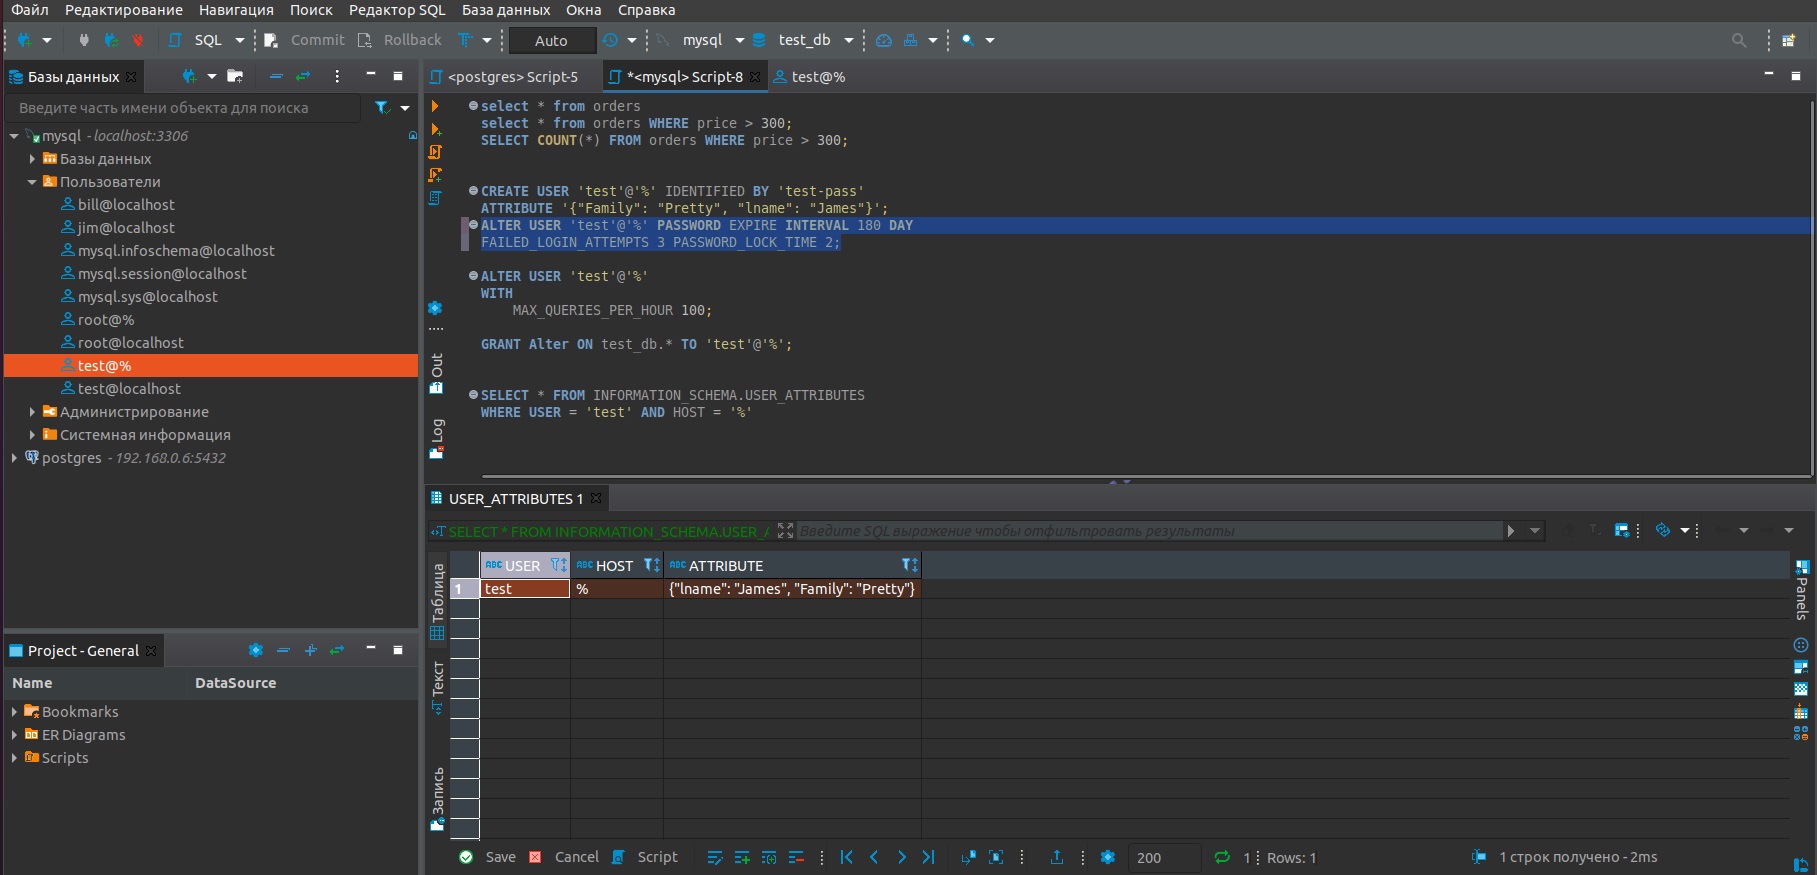 Файл Редактирование Навигация Поиск Редактор SQL База данных Окна Справка
SQL Commit Rollback Auto mysql test_db
Базы данных
Введите часть имени объекта для поиска
mysql - localhost:3306
Базы данных
Пользователи
bill@localhost
jim@localhost
mysql.infoschema@localhost
mysql.session@localhost
mysql.sys@localhost
root@%
root@localhost
test@%
test@localhost
Администрирование
Системная информация
postgres - 192.168.0.6:5432
Project - General
Name DataSource
Bookmarks
ER Diagrams
Scripts
<postgres> Script-5 *<mysql> Script-8 test@%
select * from orders
select * from orders WHERE price > 300;
SELECT COUNT(*) FROM orders WHERE price > 300;
CREATE USER 'test'@'%' IDENTIFIED BY 'test-pass'
ATTRIBUTE '{"Family": "Pretty", "lname": "James"}';
ALTER USER 'test'@'%' PASSWORD EXPIRE INTERVAL 180 DAY
FAILED_LOGIN_ATTEMPTS 3 PASSWORD_LOCK_TIME 2;
ALTER USER 'test'@'%'
WITH
MAX_QUERIES_PER_HOUR 100;
GRANT Alter ON test_db.* TO 'test'@'%';
SELECT * FROM INFORMATION_SCHEMA.USER_ATTRIBUTES
WHERE USER = 'test' AND HOST = '%'
Out
Log
USER_ATTRIBUTES 1
SELECT * FROM INFORMATION_SCHEMA.USER_A Введите SQL выражение чтобы отфильтровать результаты
ABC USER ABC HOST ABC ATTRIBUTE
1 test % {"lname": "James", "Family": "Pretty"}
Таблица
Текст
Запись
Panels
Save Cancel Script 200 1 Rows: 1 1 строк получено - 2ms